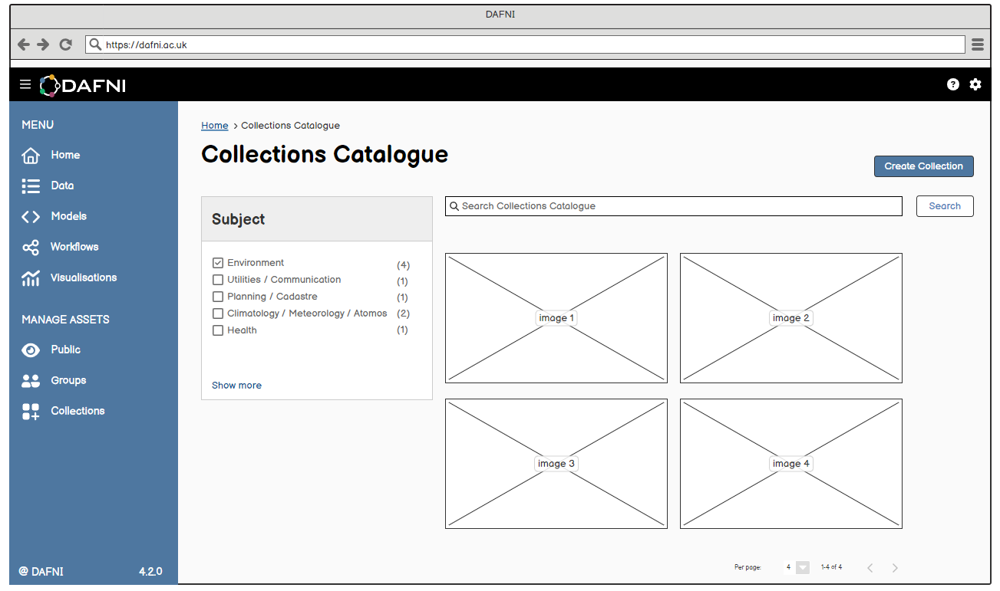 DAFNI
https://dafni.ac.uk
DAFNI
MENU
Home
Data
Models
Workflows
Visualisations
MANAGE ASSETS
Public
Groups
Collections
@ DAFNI 4.2.0
Home > Collections Catalogue
Collections Catalogue
Create Collection
Subject
Environment (4)
Utilities / Communication (1)
Planning / Cadastre (1)
Climatology / Meteorology / Atomos (2)
Health (1)
Show more
Search Collections Catalogue
Search
image 1
image 2
image 3
image 4
Per page: 4 1-4 of 4